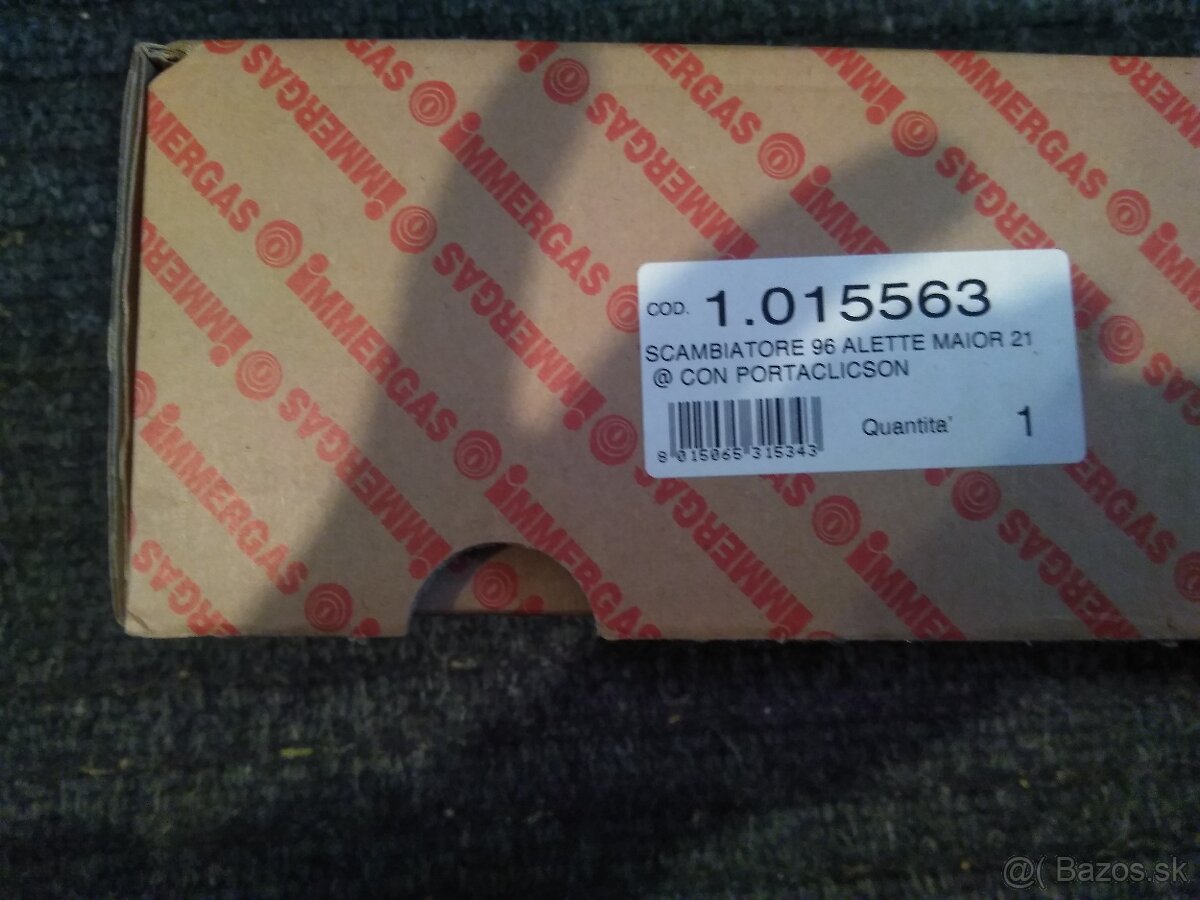 iMMERGAS
COD. 1.015563
SCAMBIATORE 96 ALETTE MAIOR 21
@ CON PORTACLICSON
8 015065 315343
Quantita' 1
@( Bazos.sk